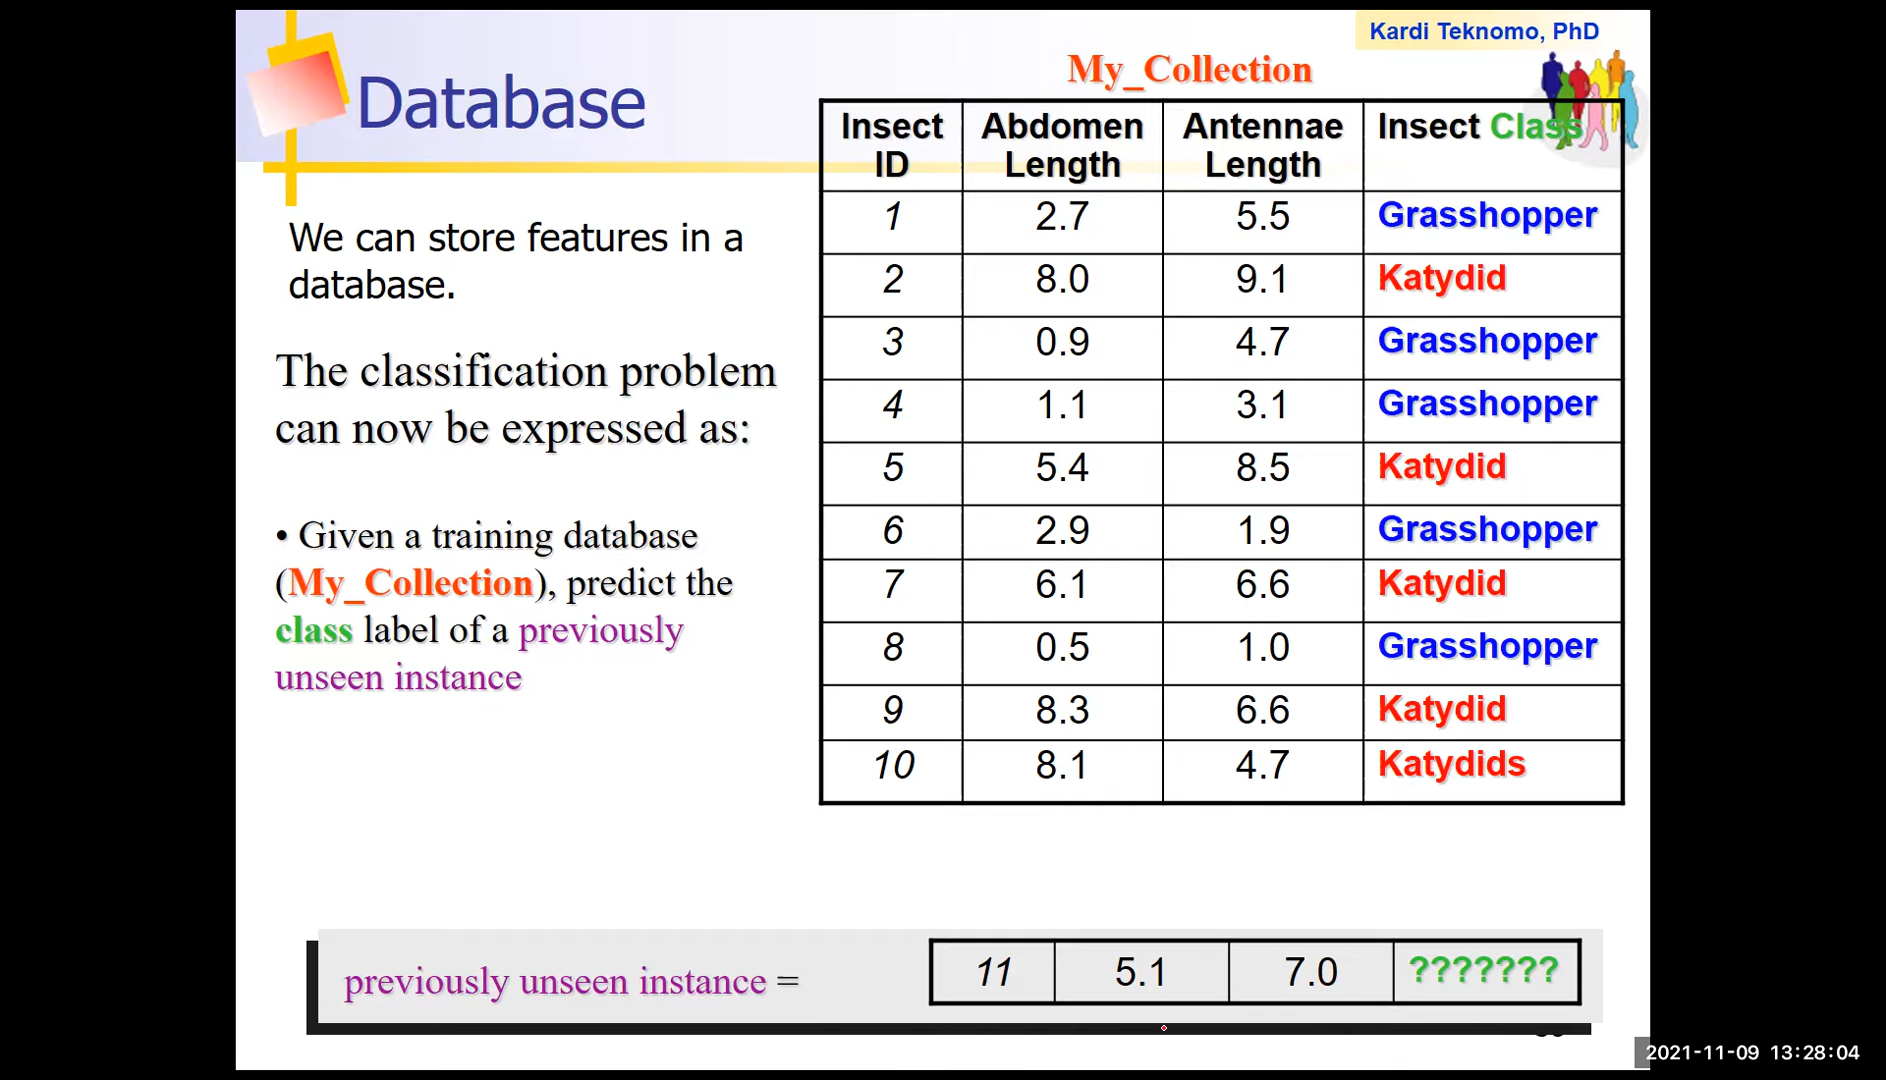 Kardi Teknomo, PhD
Database
We can store features in a
database.
The classification problem
can now be expressed as:
• Given a training database
(My_Collection), predict the
class label of a previously
unseen instance
My_Collection
Insect ID Abdomen Length Antennae Length Insect Class
1 2.7 5.5 Grasshopper
2 8.0 9.1 Katydid
3 0.9 4.7 Grasshopper
4 1.1 3.1 Grasshopper
5 5.4 8.5 Katydid
6 2.9 1.9 Grasshopper
7 6.1 6.6 Katydid
8 0.5 1.0 Grasshopper
9 8.3 6.6 Katydid
10 8.1 4.7 Katydids
previously unseen instance = 11 5.1 7.0 ???????
2021-11-09 13:28:04